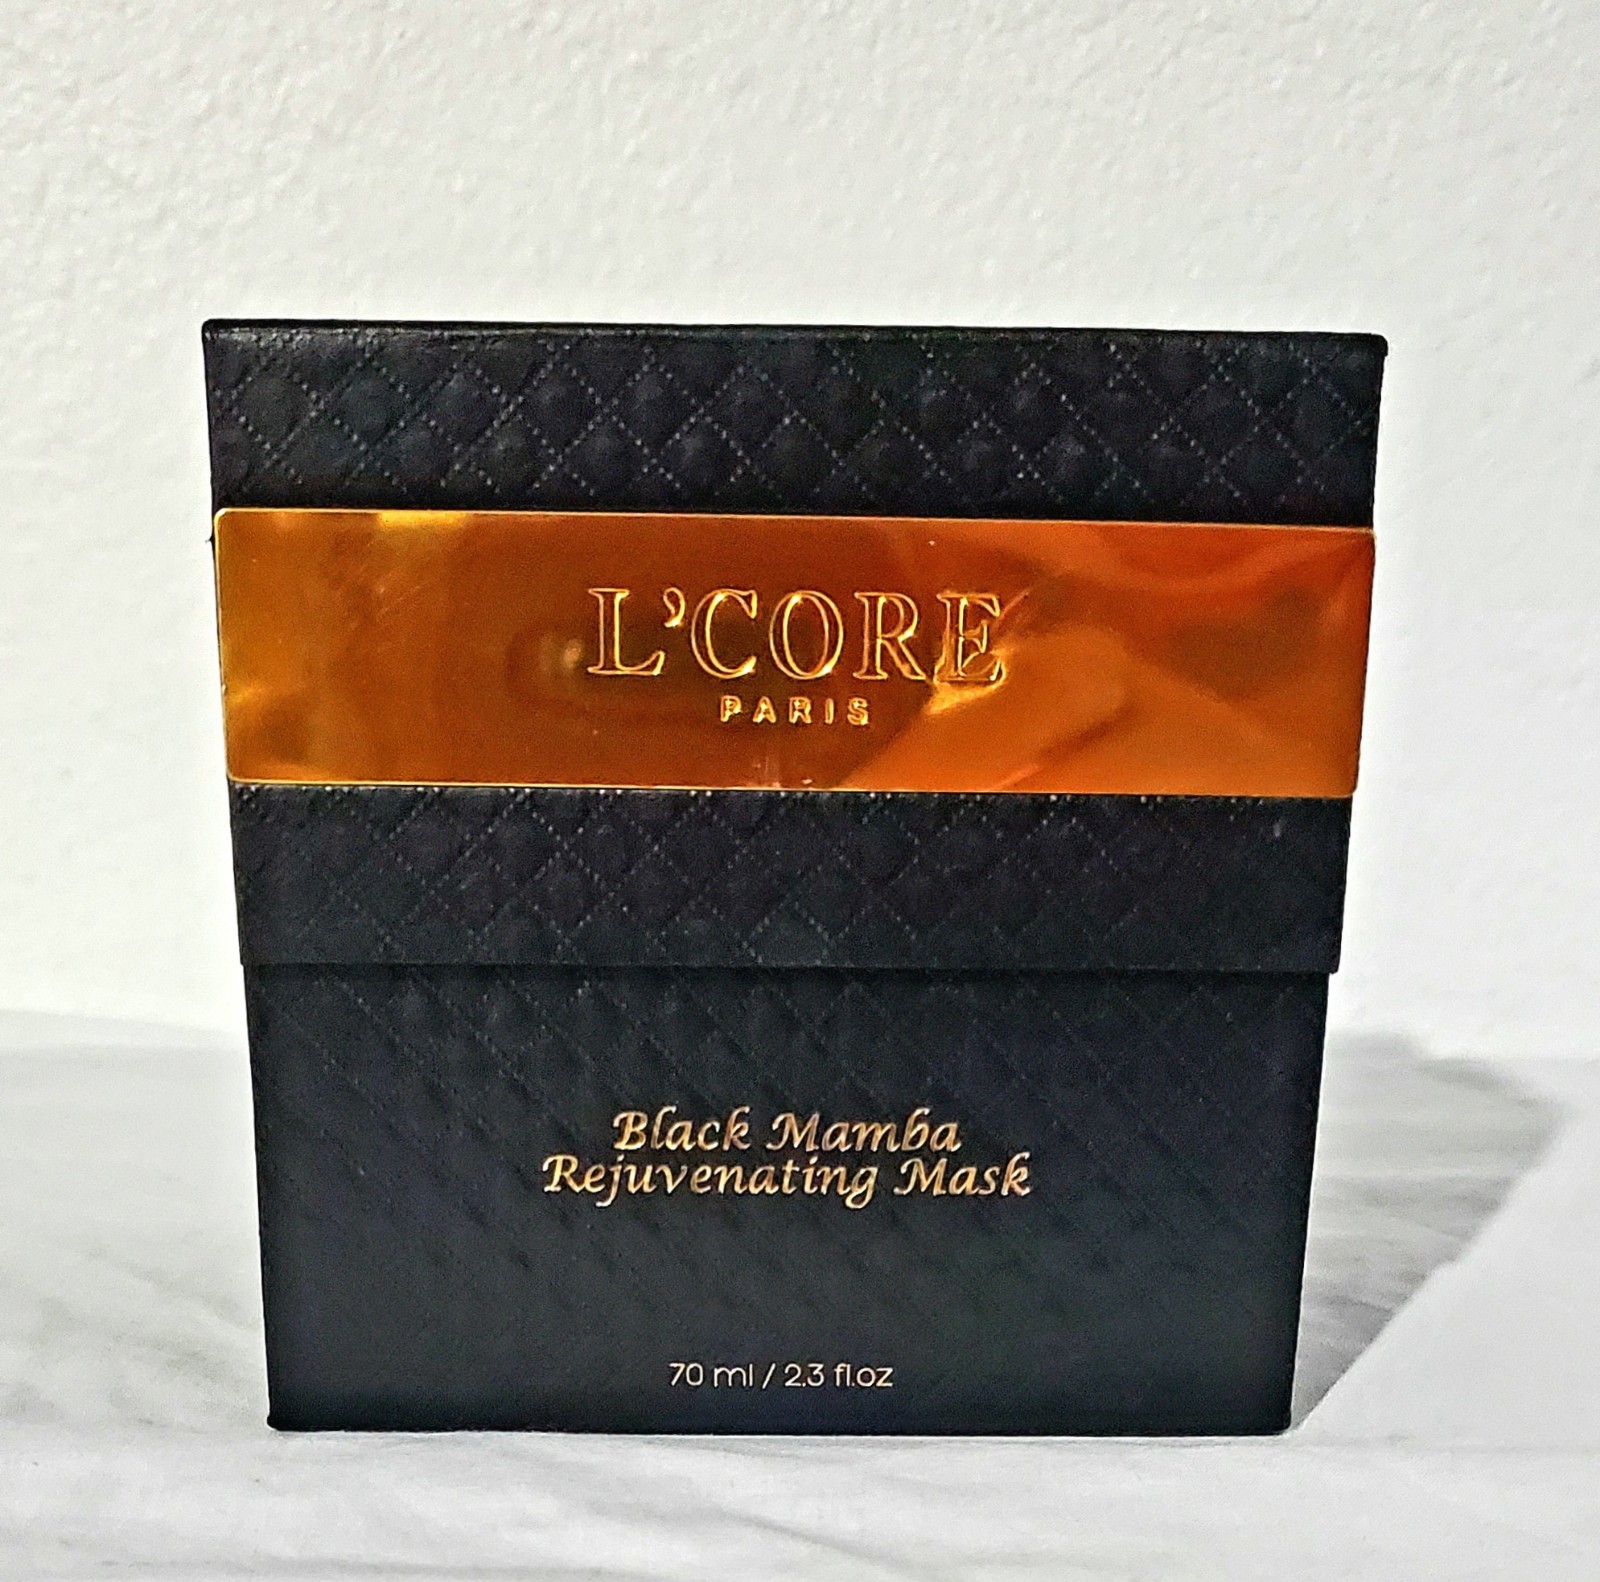 L'CORE
PARIS
Black Mamba
Rejuvenating Mask
70 ml / 2.3 fl.oz